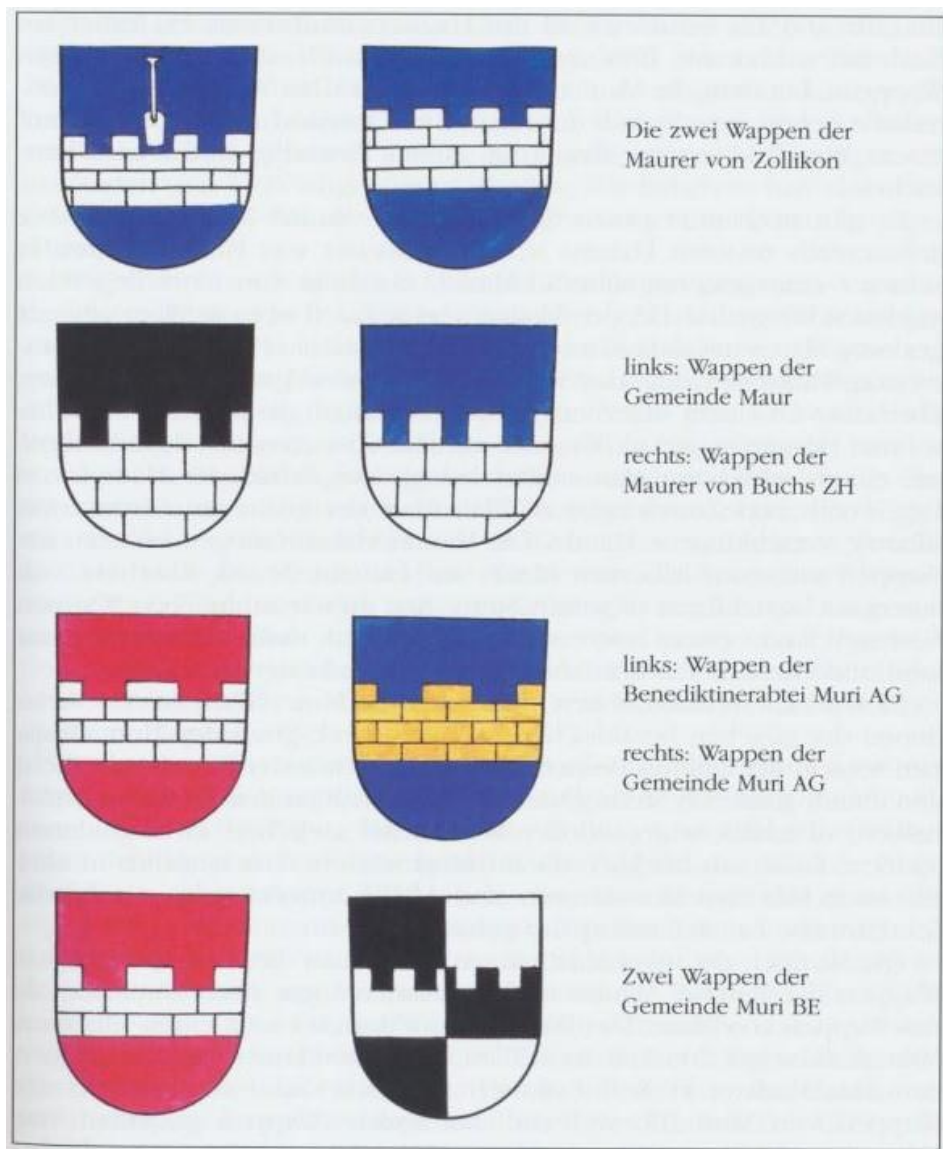 Die zwei Wappen der
Maurer von Zollikon
links: Wappen der
Gemeinde Maur
rechts: Wappen der
Maurer von Buchs ZH
links: Wappen der
Benediktinerabtei Muri AG
rechts: Wappen der
Gemeinde Muri AG
Zwei Wappen der
Gemeinde Muri BE